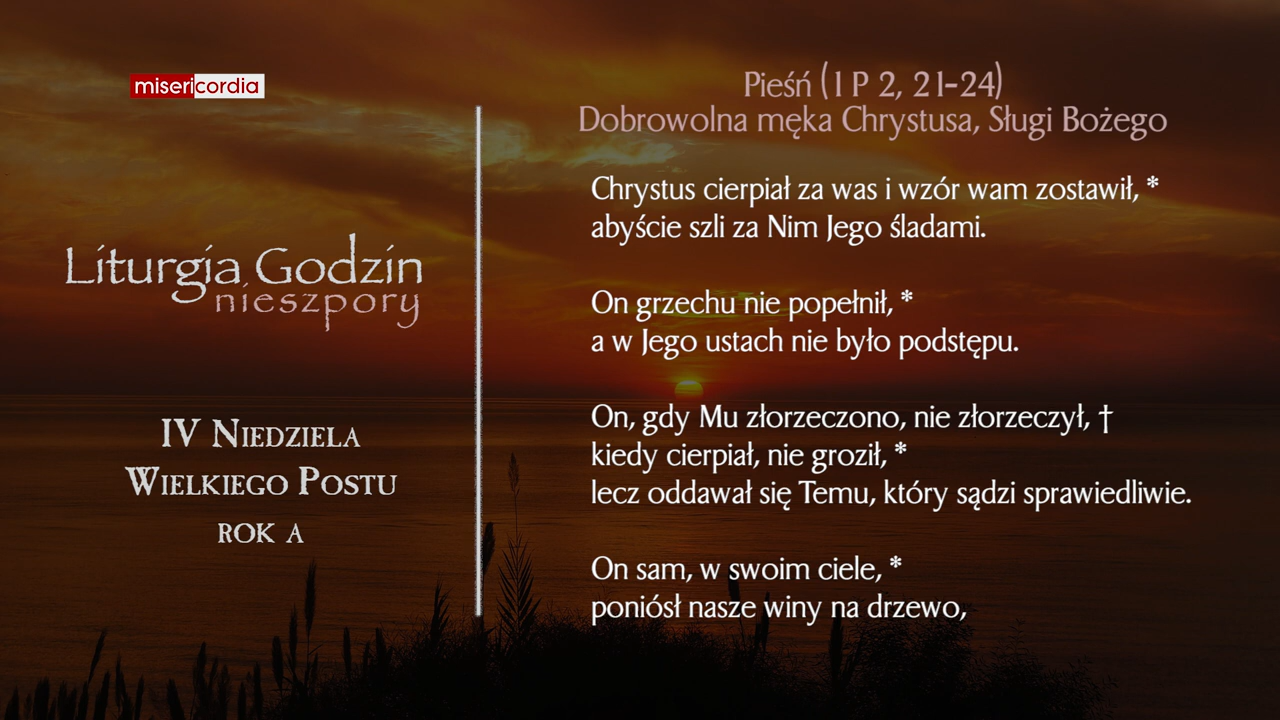 misericordia
Liturgia Godzin
nieszpory
IV Niedziela
Wielkiego Postu
rok A
Pieśń (1 P 2, 21-24)
Dobrowolna męka Chrystusa, Sługi Bożego
Chrystus cierpiał za was i wzór wam zostawił, *
abyście szli za Nim Jego śladami.
On grzechu nie popełnił, *
a w Jego ustach nie było podstępu.
On, gdy Mu złorzeczono, nie złorzeczył, †
kiedy cierpiał, nie groził, *
lecz oddawał się Temu, który sądzi sprawiedliwie.
On sam, w swoim ciele, *
poniósł nasze winy na drzewo,